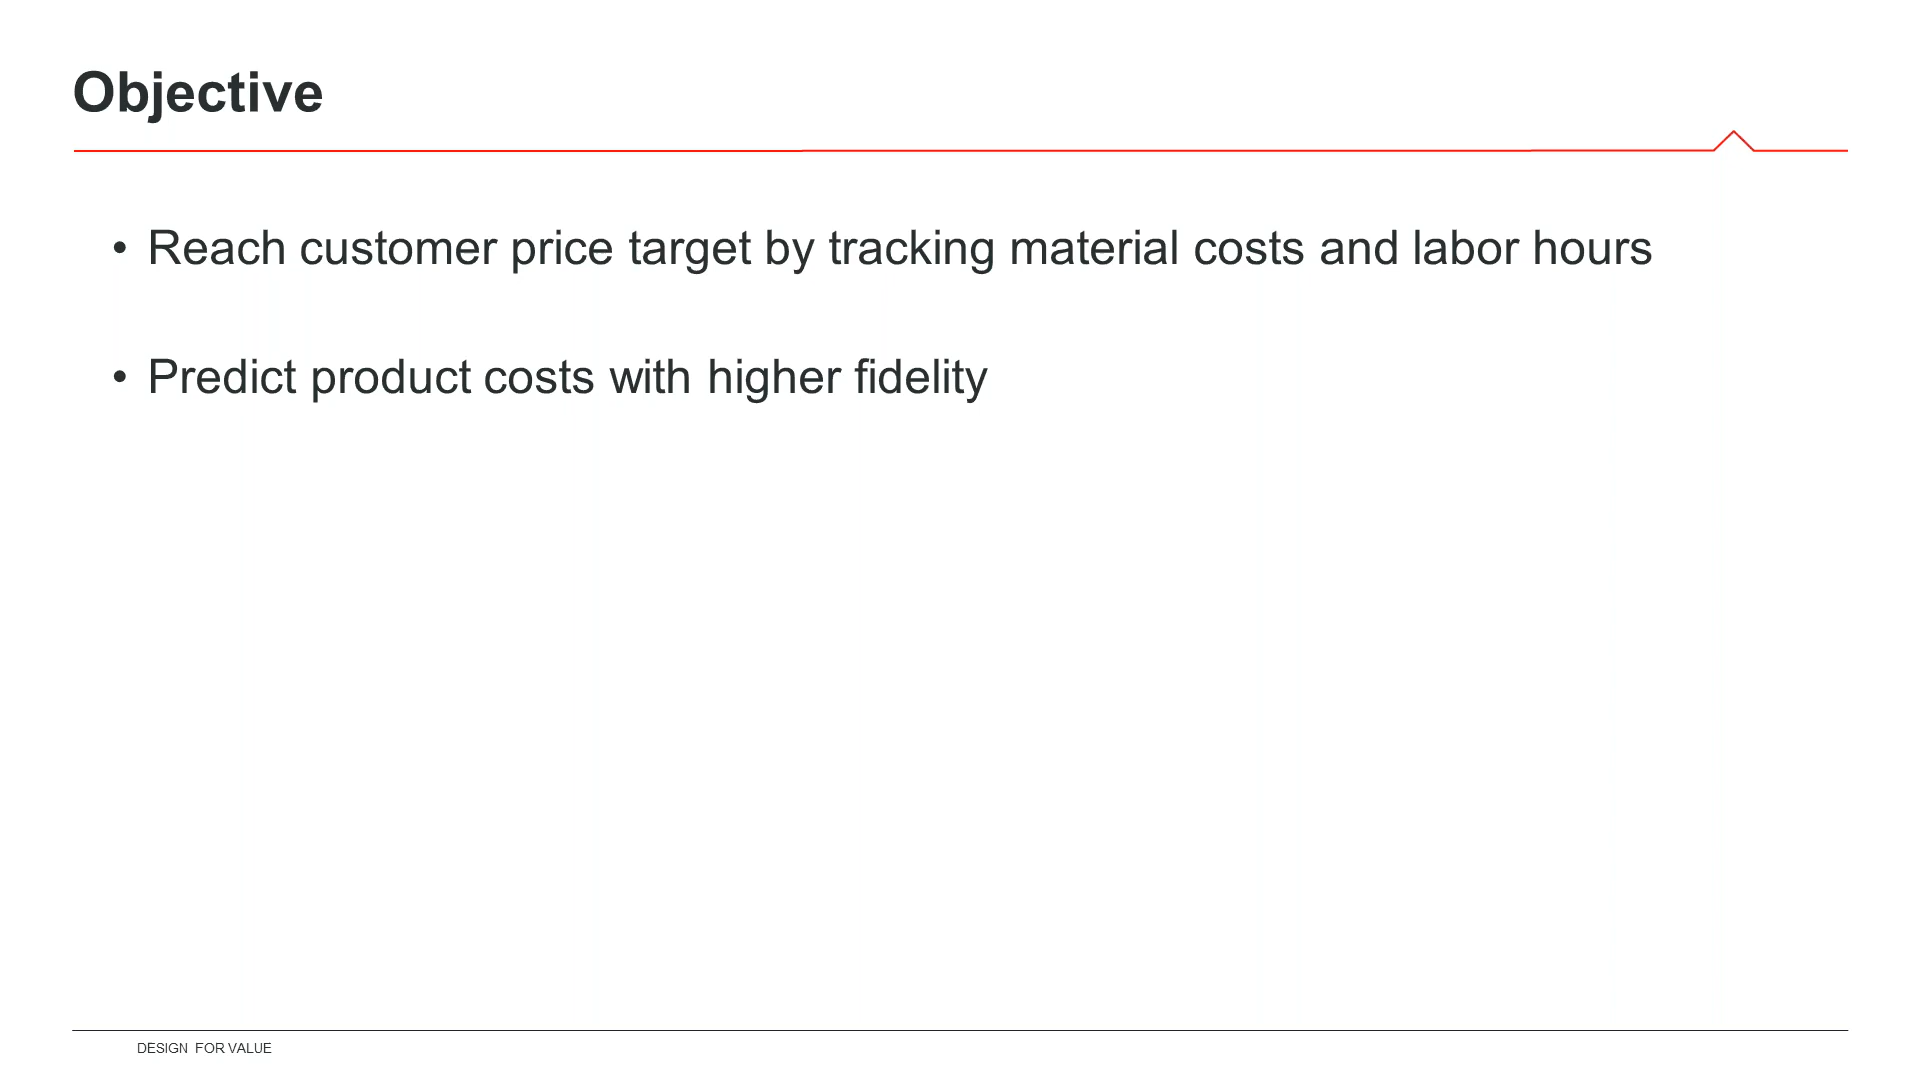 Objective
• Reach customer price target by tracking material costs and labor hours
• Predict product costs with higher fidelity
DESIGN FOR VALUE